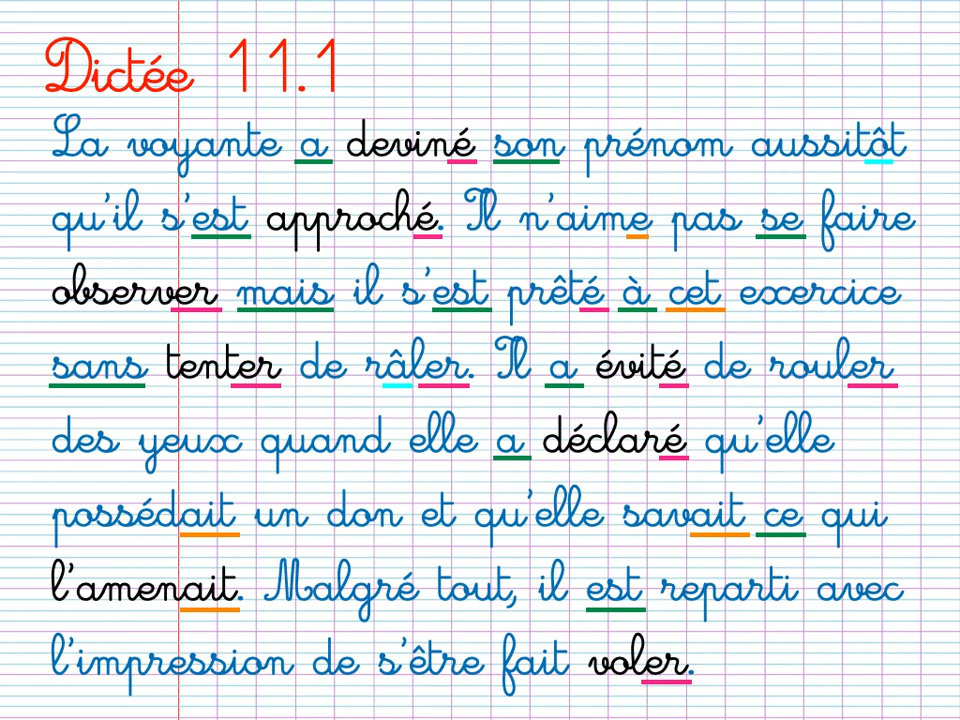 Dictée 11.1
La voyante a deviné son prénom aussitôt
qu'il s'est approché. Il n'aime pas se faire
observer mais il s'est prêté à cet exercice
sans tenter de râler. Il a évité de rouler
des yeux quand elle a déclaré qu'elle
possédait un don et qu'elle savait ce qui
l'amenait. Malgré tout, il est reparti avec
l'impression de s'être fait voler.